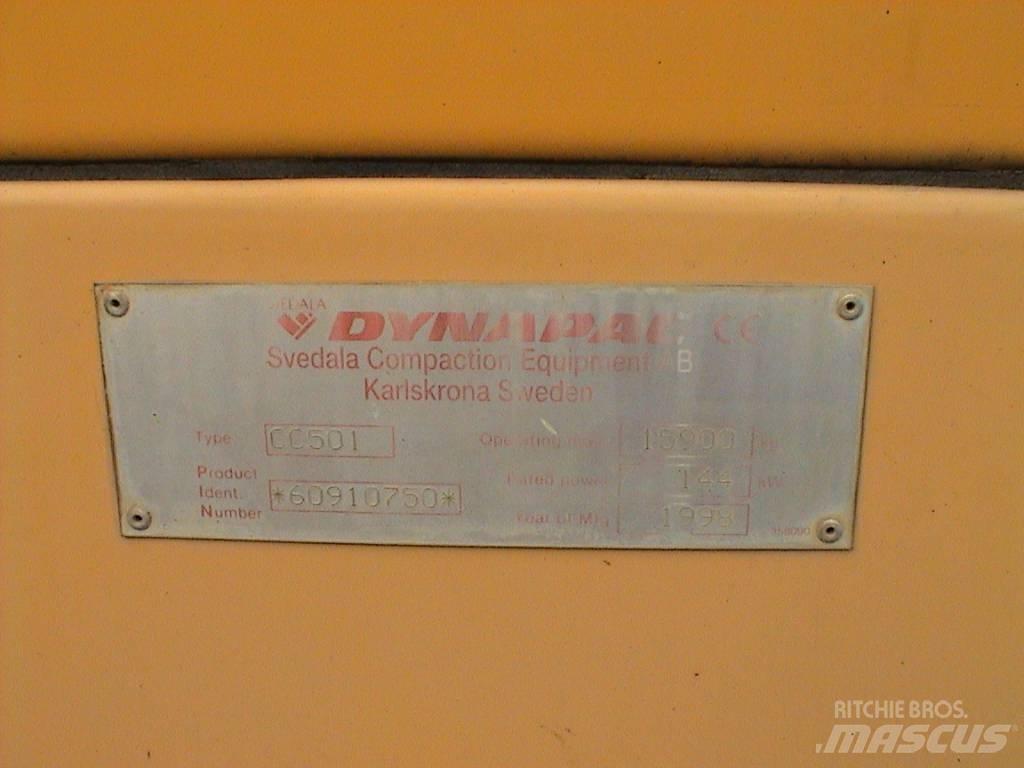 SVEDALA
DYNAPAC CE
Svedala Compaction Equipment AB
Karlskrona Sweden
Type CC501
Operating mass 15900 kg
Product
Ident.
Number *60910750*
Rated power 144 kW
Year of Mfg 1998
RITCHIE BROS.
MASCUS